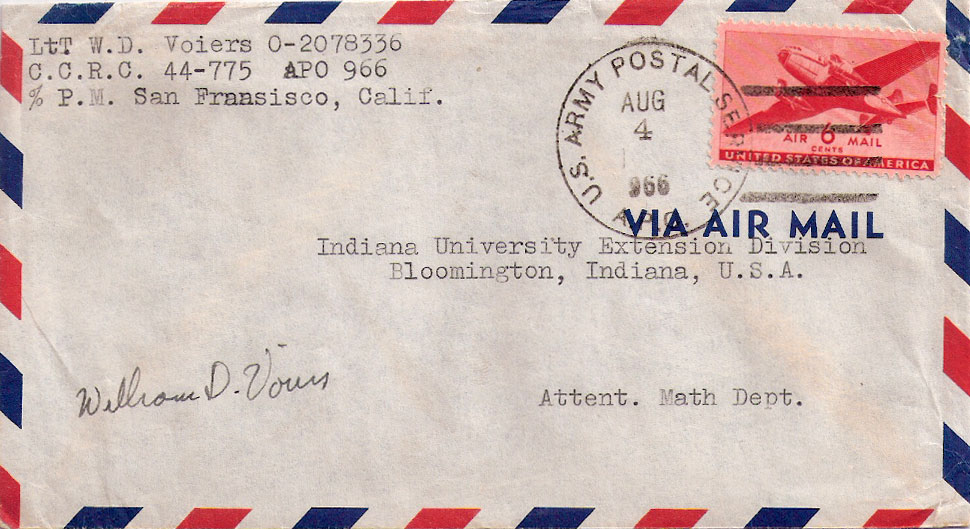 LtT W.D. Voiers O-2078336
C.C.R.C. 44-775 APO 966
% P.M. San Fransisco, Calif.
U.S. ARMY POSTAL SERVICE
AUG
4
966
A.P.O.
AIR 6 MAIL
CENTS
UNITED STATES OF AMERICA
VIA AIR MAIL
Indiana University Extension Division
Bloomington, Indiana, U.S.A.
William D. Voiers
Attent. Math Dept.